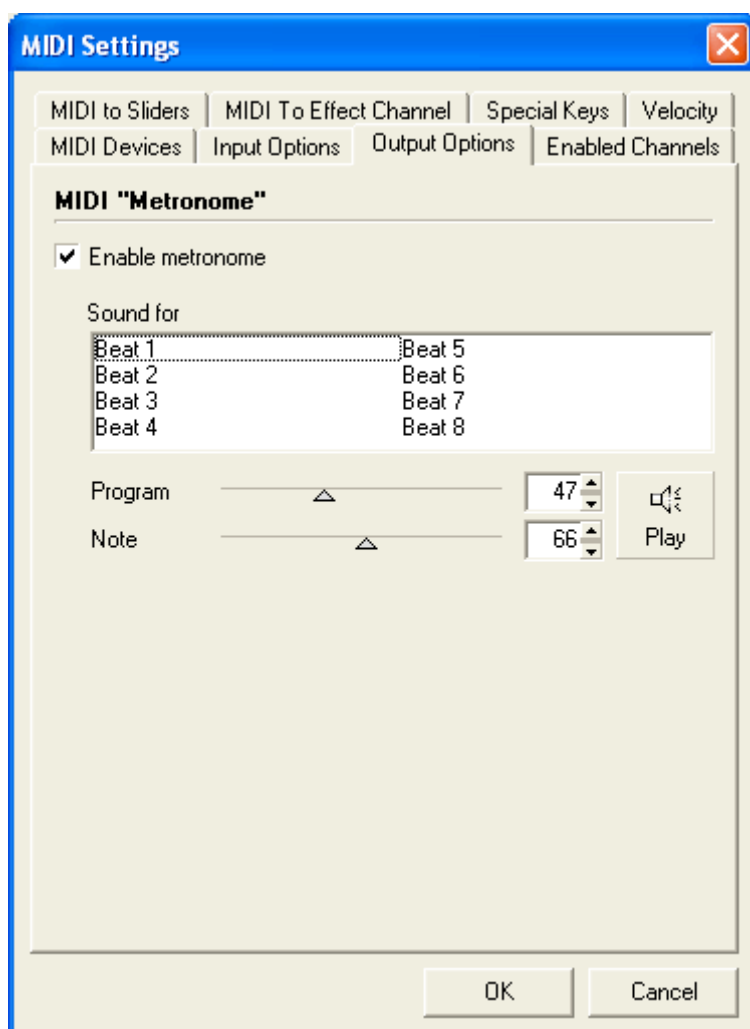 MIDI Settings
MIDI to Sliders MIDI To Effect Channel Special Keys Velocity
MIDI Devices Input Options Output Options Enabled Channels
MIDI "Metronome"
Enable metronome
Sound for
Beat 1 Beat 5
Beat 2 Beat 6
Beat 3 Beat 7
Beat 4 Beat 8
Program 47
Note 66 Play
OK Cancel